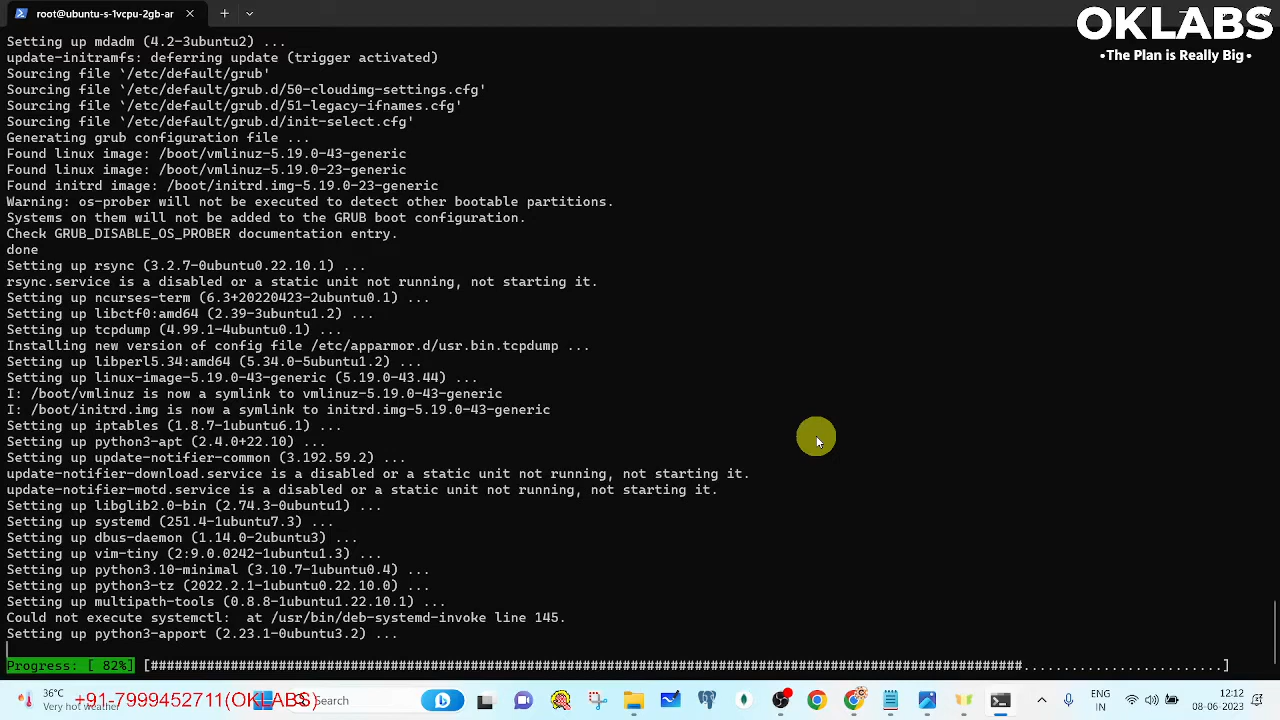 root@ubuntu-s-1vcpu-2gb-ar
OKLABS
•The Plan is Really Big•
Setting up mdadm (4.2-3ubuntu2) ...
update-initramfs: deferring update (trigger activated)
Sourcing file `/etc/default/grub'
Sourcing file `/etc/default/grub.d/50-cloudimg-settings.cfg'
Sourcing file `/etc/default/grub.d/51-legacy-ifnames.cfg'
Sourcing file `/etc/default/grub.d/init-select.cfg'
Generating grub configuration file ...
Found linux image: /boot/vmlinuz-5.19.0-43-generic
Found linux image: /boot/vmlinuz-5.19.0-23-generic
Found initrd image: /boot/initrd.img-5.19.0-23-generic
Warning: os-prober will not be executed to detect other bootable partitions.
Systems on them will not be added to the GRUB boot configuration.
Check GRUB_DISABLE_OS_PROBER documentation entry.
done
Setting up rsync (3.2.7-0ubuntu0.22.10.1) ...
rsync.service is a disabled or a static unit not running, not starting it.
Setting up ncurses-term (6.3+20220423-2ubuntu0.1) ...
Setting up libctf0:amd64 (2.39-3ubuntu1.2) ...
Setting up tcpdump (4.99.1-4ubuntu0.1) ...
Installing new version of config file /etc/apparmor.d/usr.bin.tcpdump ...
Setting up libperl5.34:amd64 (5.34.0-5ubuntu1.2) ...
Setting up linux-image-5.19.0-43-generic (5.19.0-43.44) ...
I: /boot/vmlinuz is now a symlink to vmlinuz-5.19.0-43-generic
I: /boot/initrd.img is now a symlink to initrd.img-5.19.0-43-generic
Setting up iptables (1.8.7-1ubuntu6.1) ...
Setting up python3-apt (2.4.0+22.10) ...
Setting up update-notifier-common (3.192.59.2) ...
update-notifier-download.service is a disabled or a static unit not running, not starting it.
update-notifier-motd.service is a disabled or a static unit not running, not starting it.
Setting up libglib2.0-bin (2.74.3-0ubuntu1) ...
Setting up systemd (251.4-1ubuntu7.3) ...
Setting up dbus-daemon (1.14.0-2ubuntu3) ...
Setting up vim-tiny (2:9.0.0242-1ubuntu1.3) ...
Setting up python3.10-minimal (3.10.7-1ubuntu0.4) ...
Setting up python3-tz (2022.2.1-1ubuntu0.22.10.0) ...
Setting up multipath-tools (0.8.8-1ubuntu1.22.10.1) ...
Could not execute systemctl:  at /usr/bin/deb-systemd-invoke line 145.
Setting up python3-apport (2.23.1-0ubuntu3.2) ...
Progress: [ 82%] [#############################################################################################################.........................]
36°C
Very hot weather
+91-7999452711(OKLABS)
Search
ENG
IN
12:12
08-06-2023